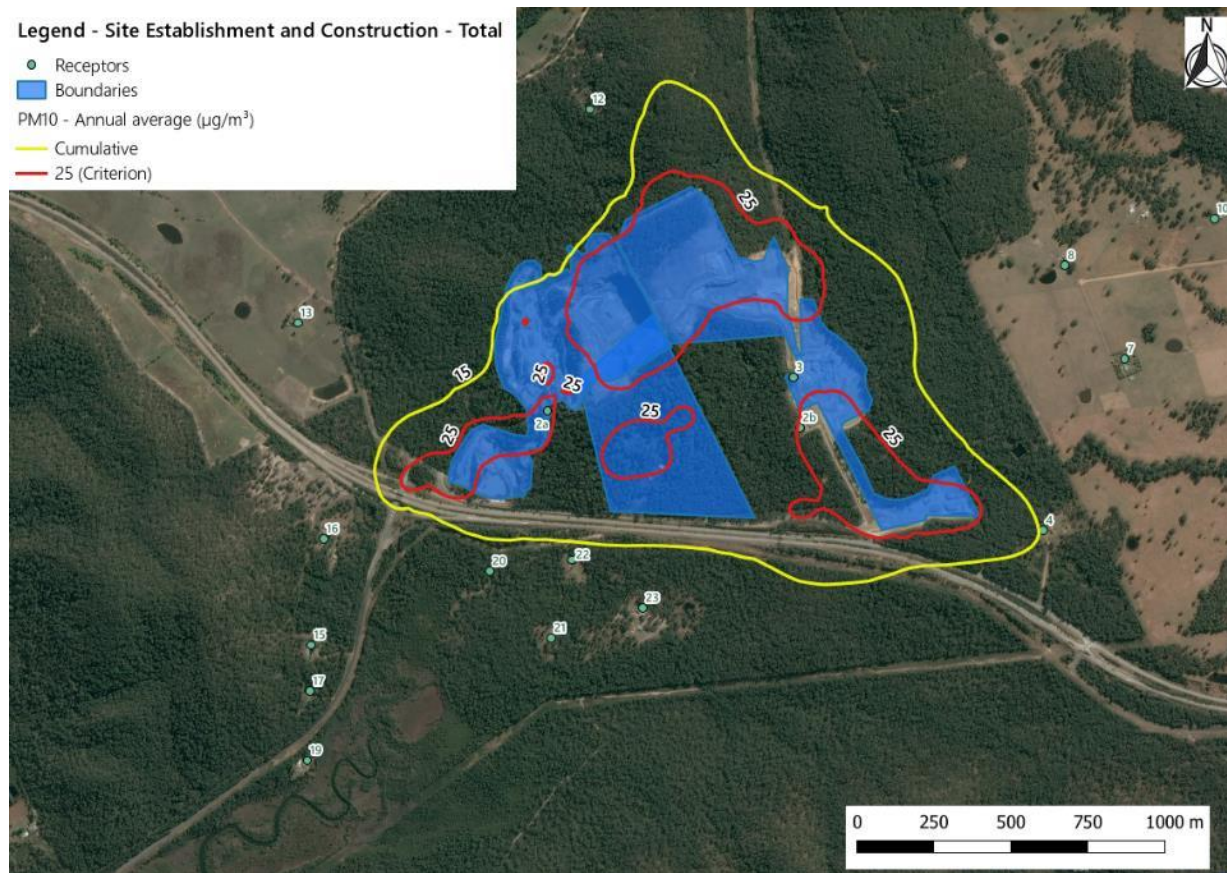 Legend - Site Establishment and Construction - Total
Receptors
Boundaries
PM10 - Annual average (µg/m³)
Cumulative
25 (Criterion)
N
12
10
25
8
13
7
3
15
25
25
2a
25
25
2b
25
4
16
22
20
23
21
15
17
19
0 250 500 750 1000 m